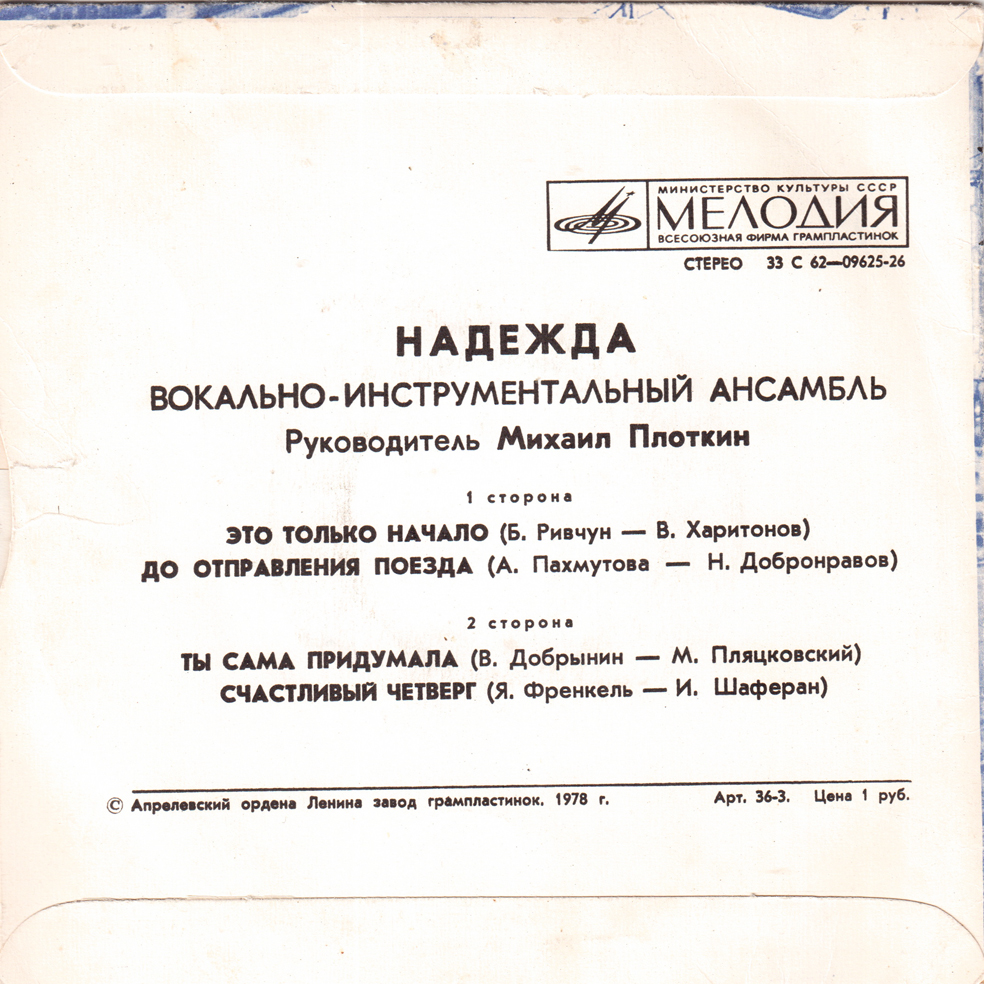 МИНИСТЕРСТВО КУЛЬТУРЫ СССР
МЕЛОДИЯ
ВСЕСОЮЗНАЯ ФИРМА ГРАМПЛАСТИНОК
СТЕРЕО 33 С 62—09625-26
НАДЕЖДА
ВОКАЛЬНО-ИНСТРУМЕНТАЛЬНЫЙ АНСАМБЛЬ
Руководитель Михаил Плоткин
1 сторона
ЭТО ТОЛЬКО НАЧАЛО (Б. Ривчун — В. Харитонов)
ДО ОТПРАВЛЕНИЯ ПОЕЗДА (А. Пахмутова — Н. Добронравов)
2 сторона
ТЫ САМА ПРИДУМАЛА (В. Добрынин — М. Пляцковский)
СЧАСТЛИВЫЙ ЧЕТВЕРГ (Я. Френкель — И. Шаферан)
© Апрелевский ордена Ленина завод грампластинок. 1978 г. Арт. 36-3. Цена 1 руб.